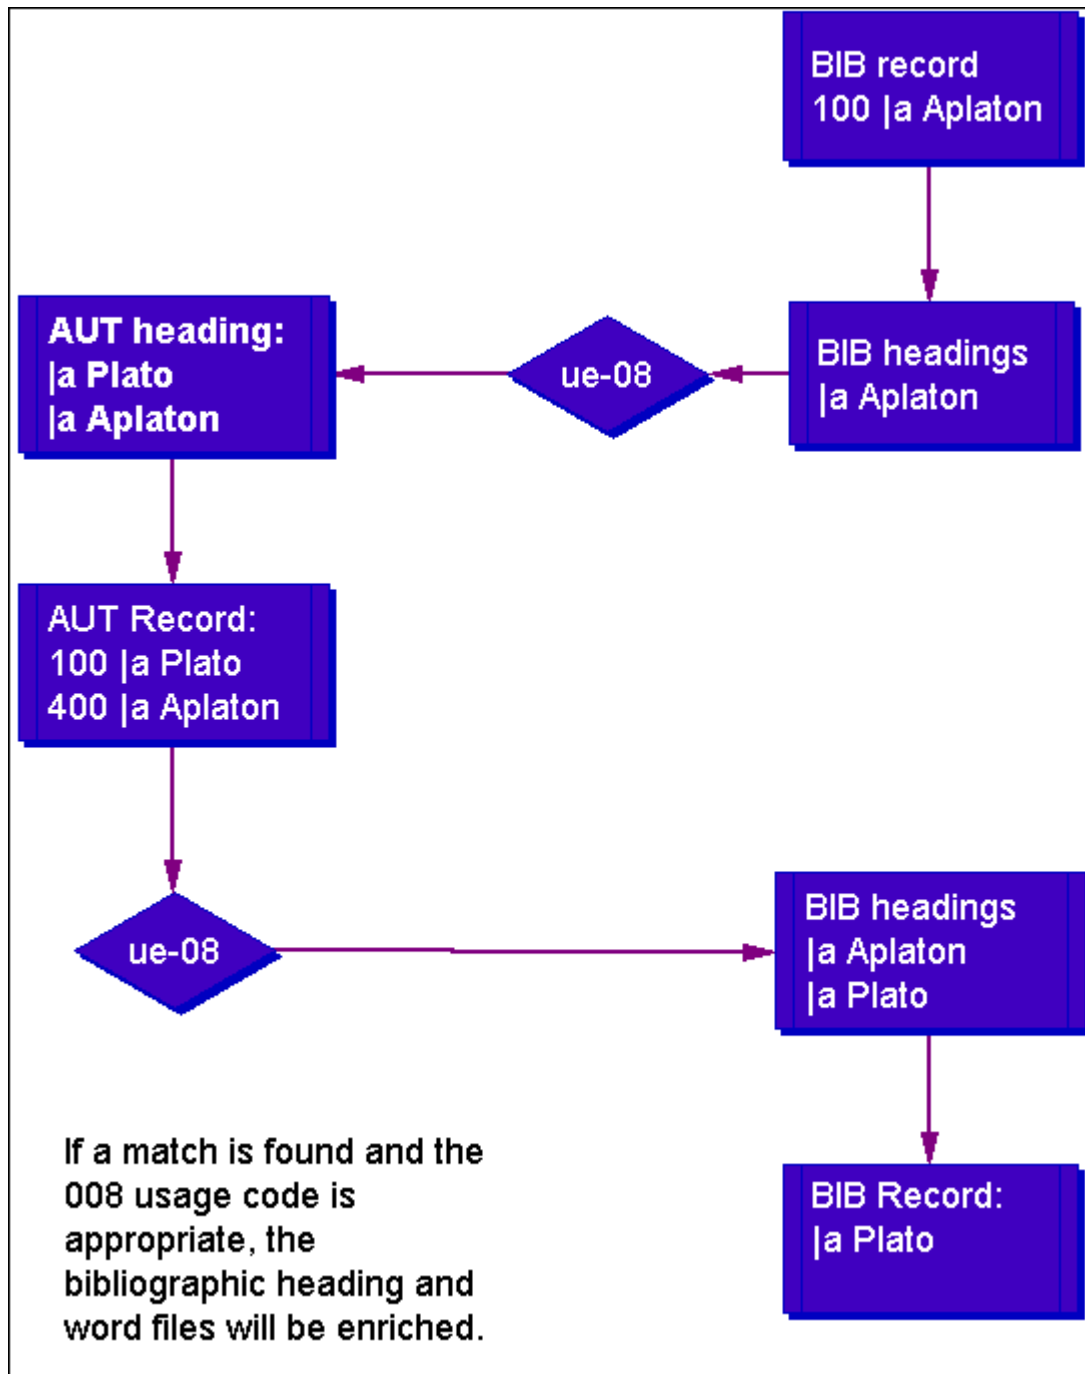 BIB record
100 |a Aplaton
BIB headings
|a Aplaton
ue-08
AUT heading:
|a Plato
|a Aplaton
AUT Record:
100 |a Plato
400 |a Aplaton
ue-08
BIB headings
|a Aplaton
|a Plato
BIB Record:
|a Plato
If a match is found and the
008 usage code is
appropriate, the
bibliographic heading and
word files will be enriched.